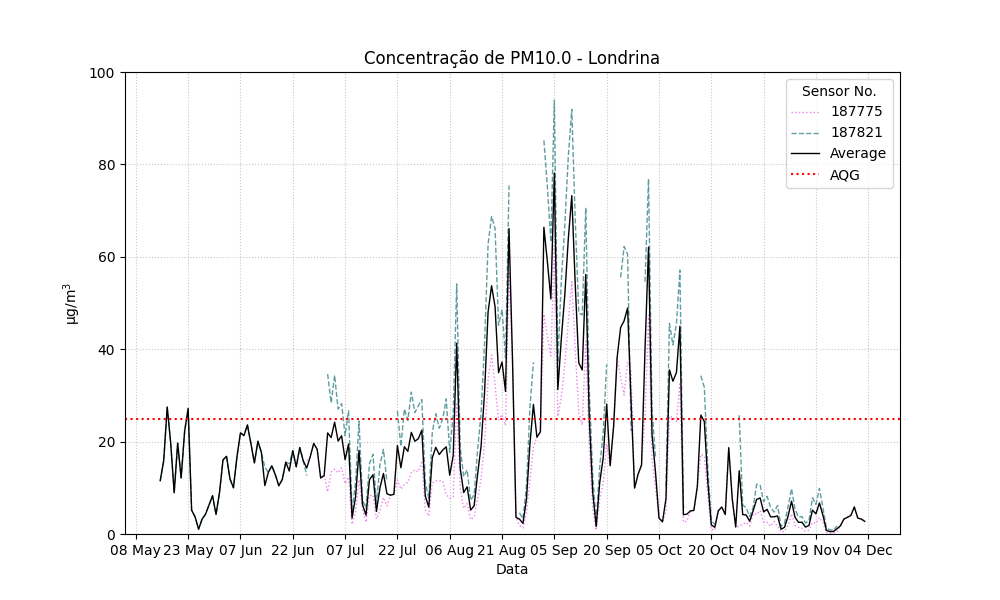 Concentração de PM10.0 - Londrina
Sensor No.
187775
187821
Average
AQG
100
80
60
40
20
0
µg/m³
08 May 23 May 07 Jun 22 Jun 07 Jul 22 Jul 06 Aug 21 Aug 05 Sep 20 Sep 05 Oct 20 Oct 04 Nov 19 Nov 04 Dec
Data